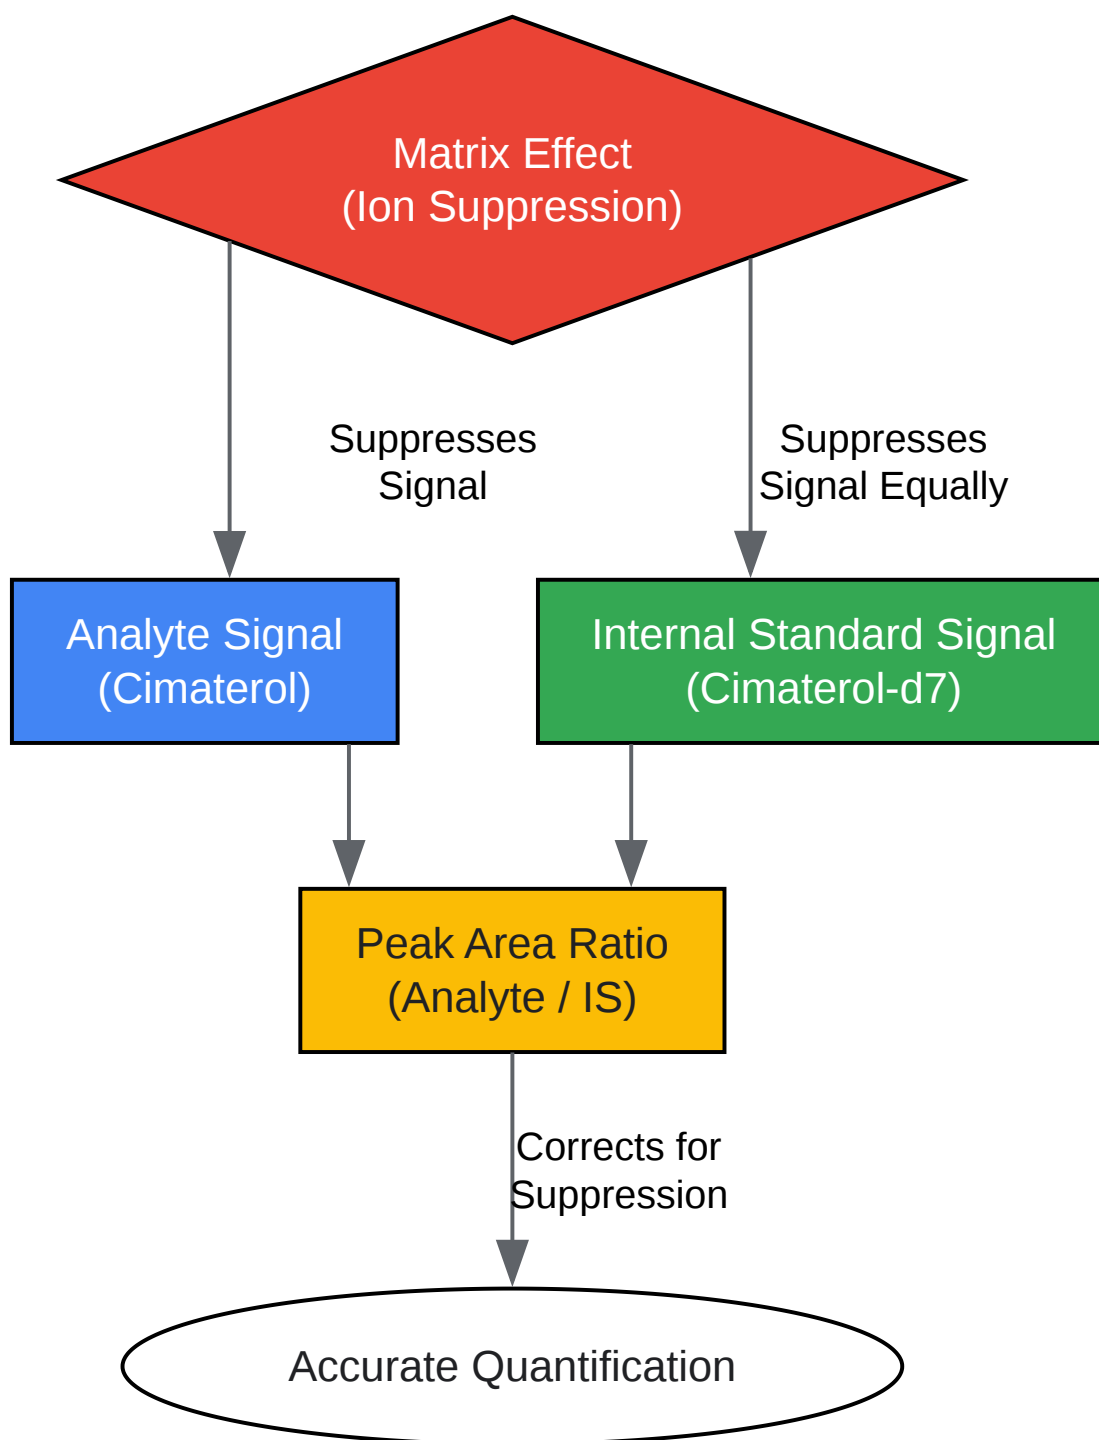 Matrix Effect
(Ion Suppression)
Suppresses
Signal
Suppresses
Signal Equally
Analyte Signal
(Cimaterol)
Internal Standard Signal
(Cimaterol-d7)
Peak Area Ratio
(Analyte / IS)
Corrects for
Suppression
Accurate Quantification